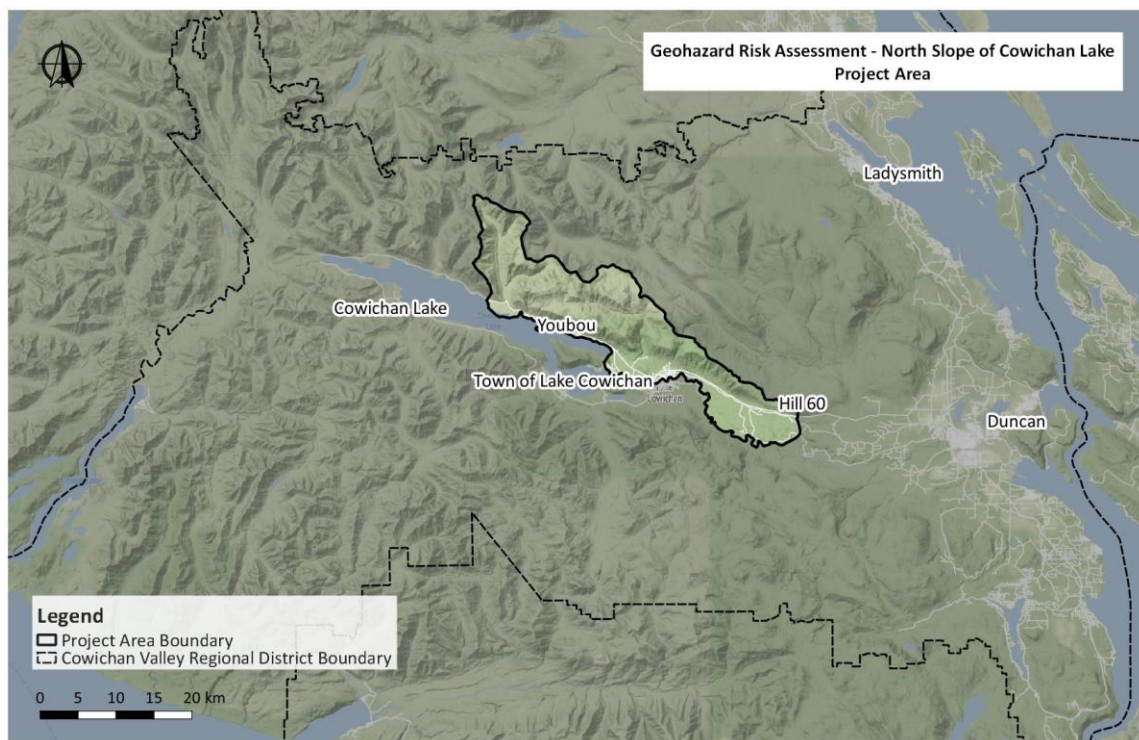 Geohazard Risk Assessment - North Slope of Cowichan Lake
Project Area
Ladysmith
Cowichan Lake
Youbou
Town of Lake Cowichan
Cowichan
Hill 60
Duncan
Legend
Project Area Boundary
Cowichan Valley Regional District Boundary
0 5 10 15 20 km